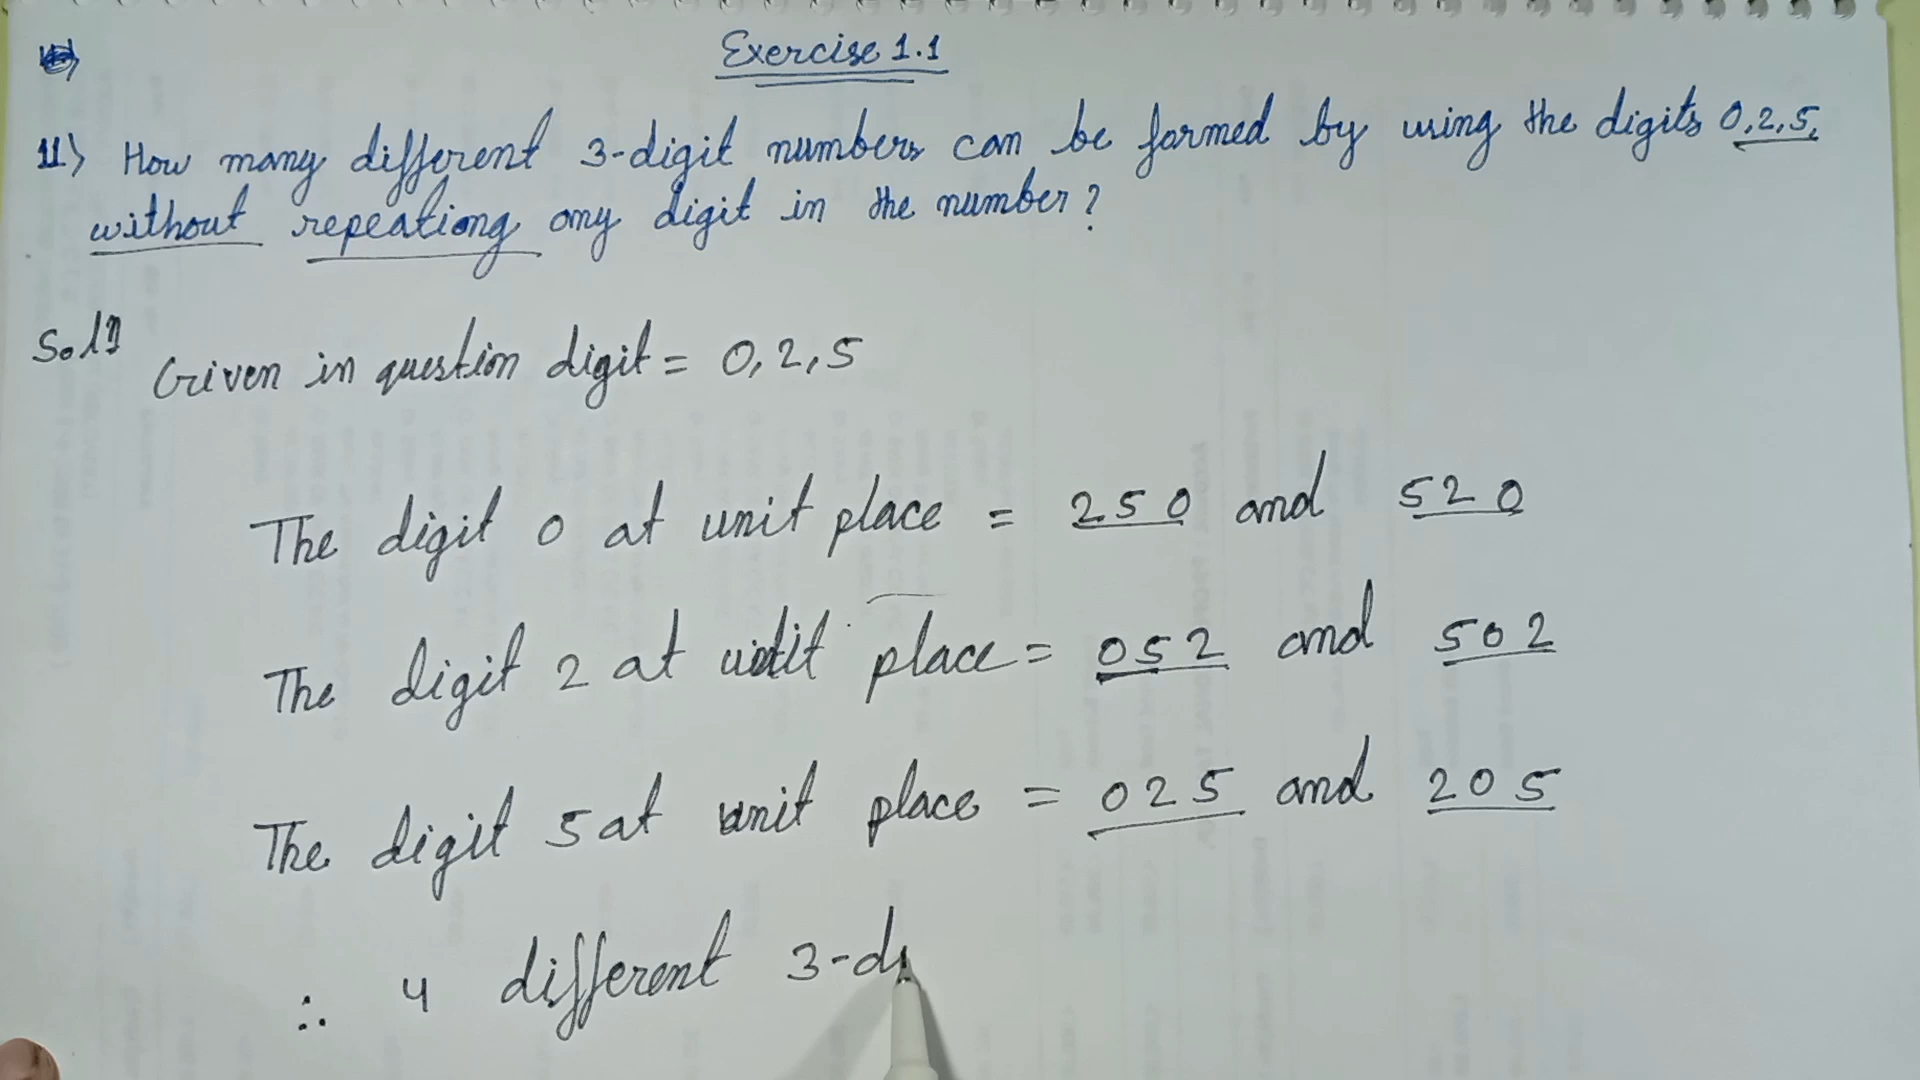 Exercise 1.1
11) How many different 3-digit numbers can be formed by using the digits 0,2,5,
without repeationg any digit in the number?
Soln
Given in question digit = 0,2,5
The digit 0 at unit place = 250 and 520
The digit 2 at unit place = 052 and 502
The digit 5 at unit place = 025 and 205
∴ 4 different 3-di